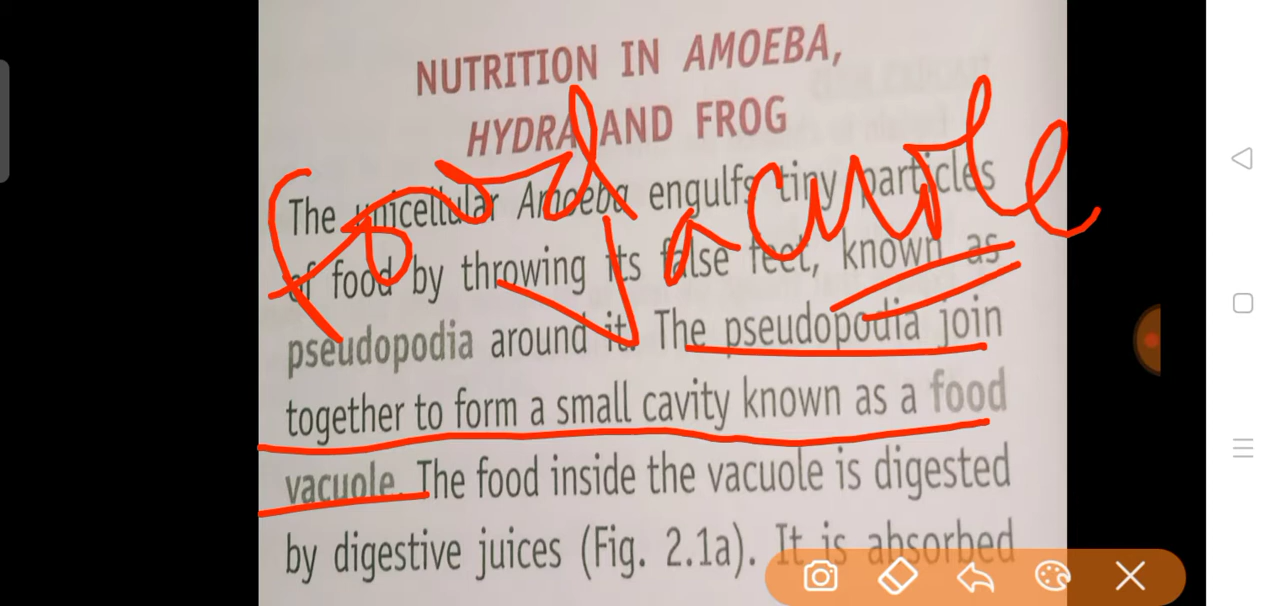 NUTRITION IN AMOEBA,
HYDRA AND FROG
food vacuole
The unicellular Amoeba engulfs tiny particles
of food by throwing its false feet, known as
pseudopodia around it. The pseudopodia join
together to form a small cavity known as a food
vacuole. The food inside the vacuole is digested
by digestive juices (Fig. 2.1a). It is absorbed